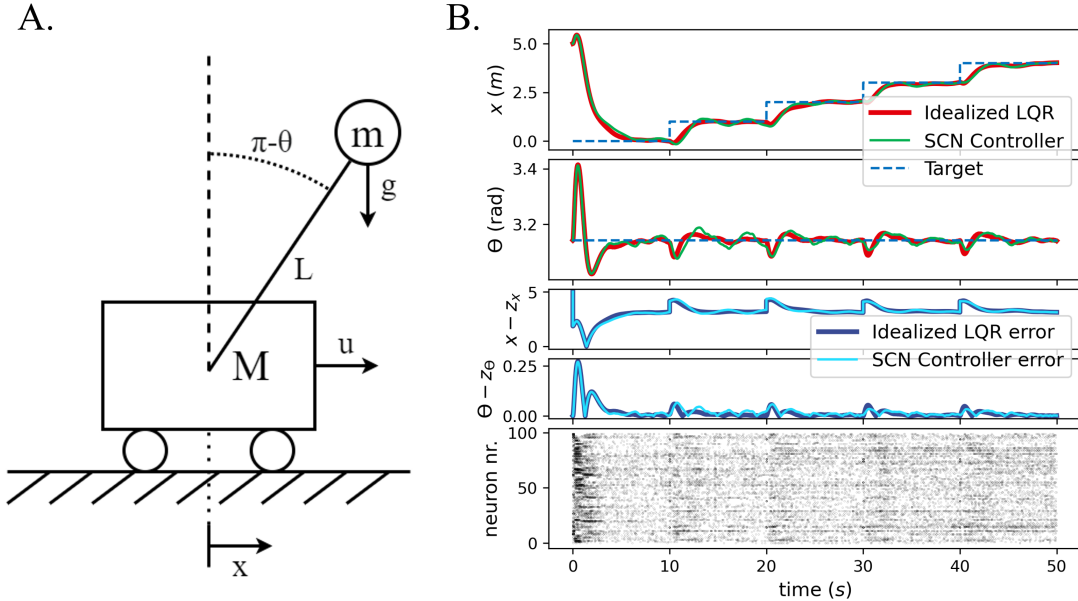 A.
B.
π-θ
m
g
L
M
u
x
5.0
2.5
0.0
x (m)
Idealized LQR
SCN Controller
Target
3.4
3.2
Θ (rad)
5
0
x − zₓ
Idealized LQR error
SCN Controller error
0.25
0.00
Θ − z_Θ
100
50
0
neuron nr.
0 10 20 30 40 50
time (s)